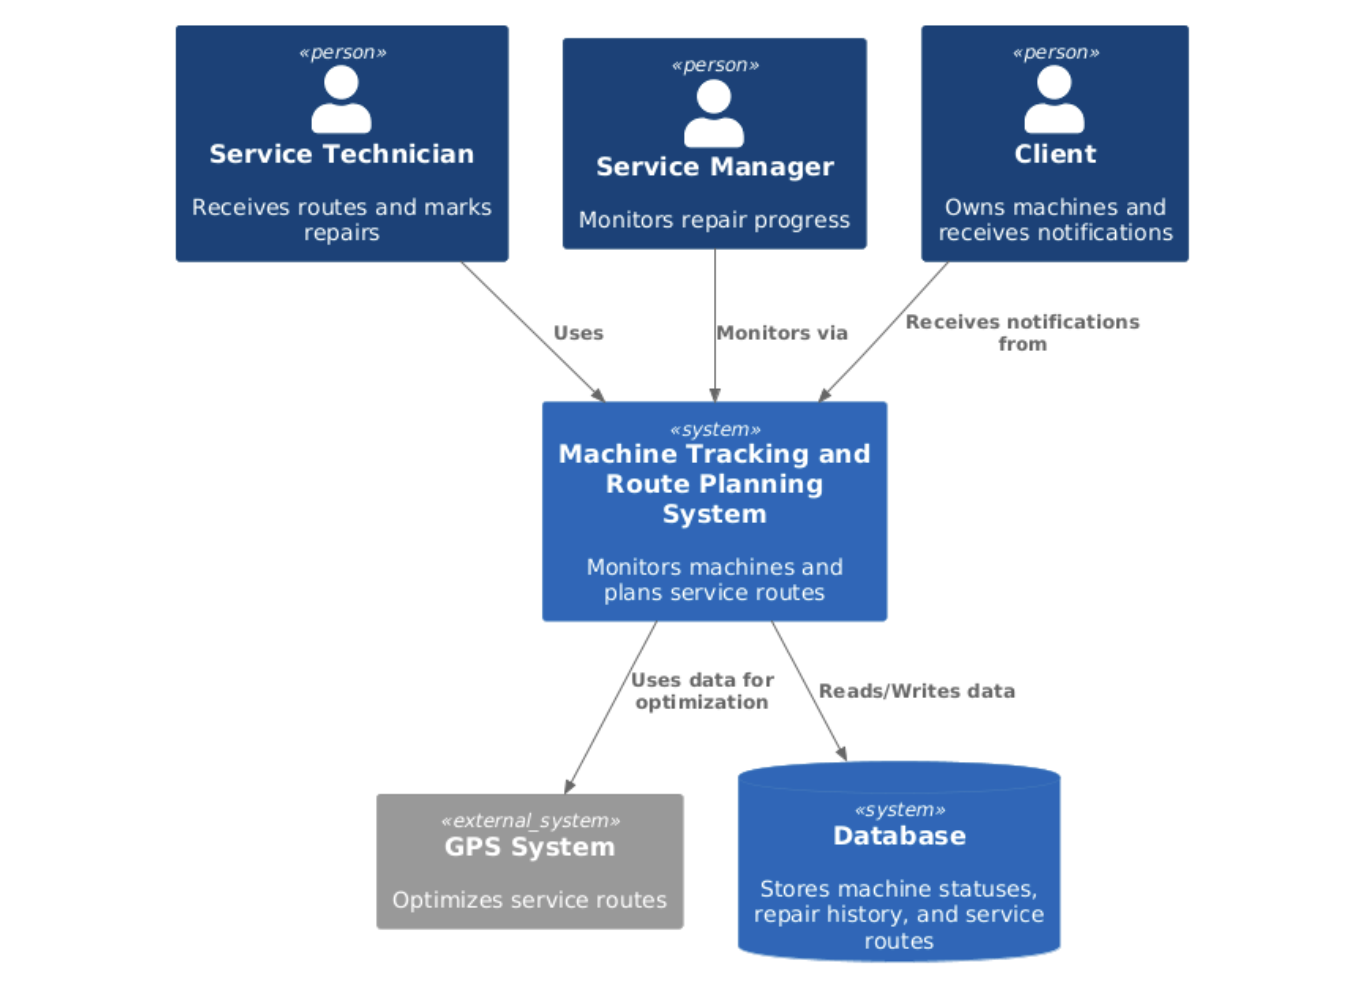 «person»
Service Technician
Receives routes and marks
repairs
«person»
Service Manager
Monitors repair progress
«person»
Client
Owns machines and
receives notifications
Uses
Monitors via
Receives notifications
from
«system»
Machine Tracking and
Route Planning
System
Monitors machines and
plans service routes
Uses data for
optimization
Reads/Writes data
«external_system»
GPS System
Optimizes service routes
«system»
Database
Stores machine statuses,
repair history, and service
routes